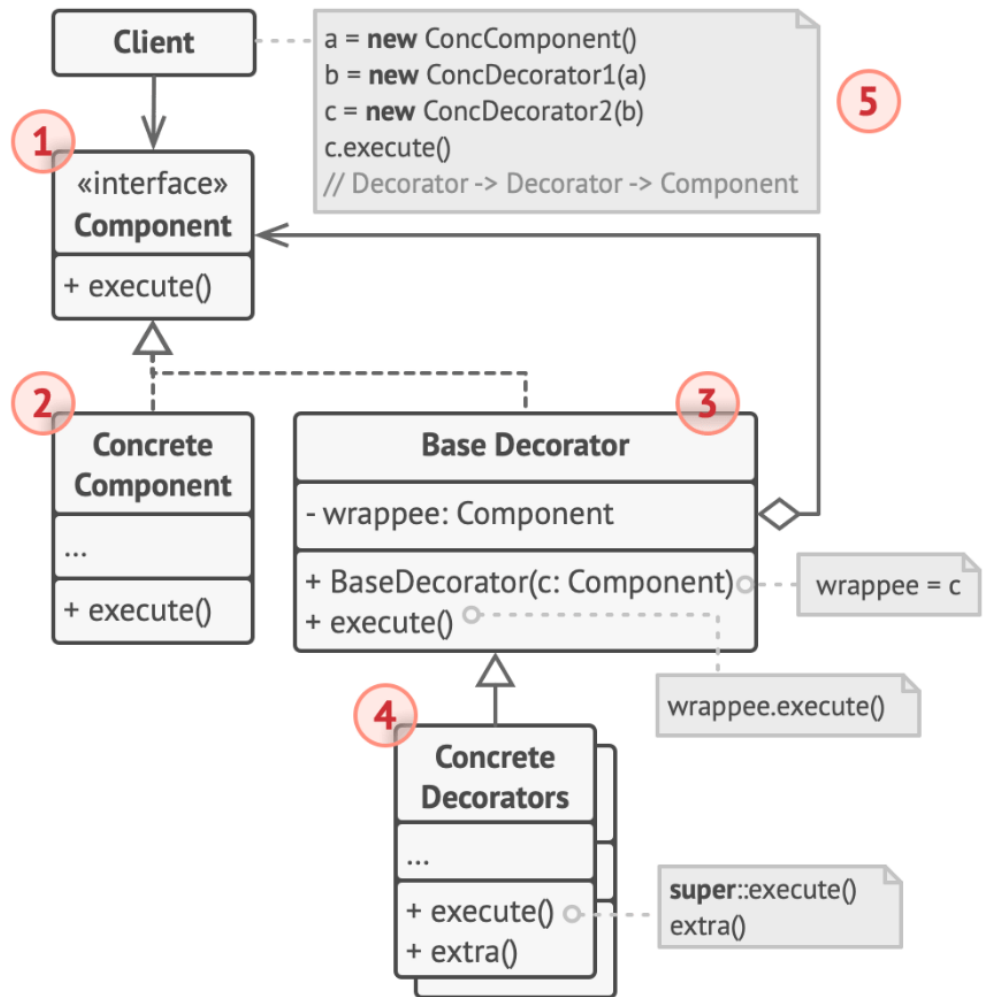 Client
a = new ConcComponent()
b = new ConcDecorator1(a)
c = new ConcDecorator2(b)
c.execute()
// Decorator -> Decorator -> Component
5
1
«interface»
Component
+ execute()
2
Concrete
Component
...
+ execute()
3
Base Decorator
- wrappee: Component
+ BaseDecorator(c: Component)
+ execute()
wrappee = c
wrappee.execute()
4
Concrete
Decorators
...
+ execute()
+ extra()
super::execute()
extra()